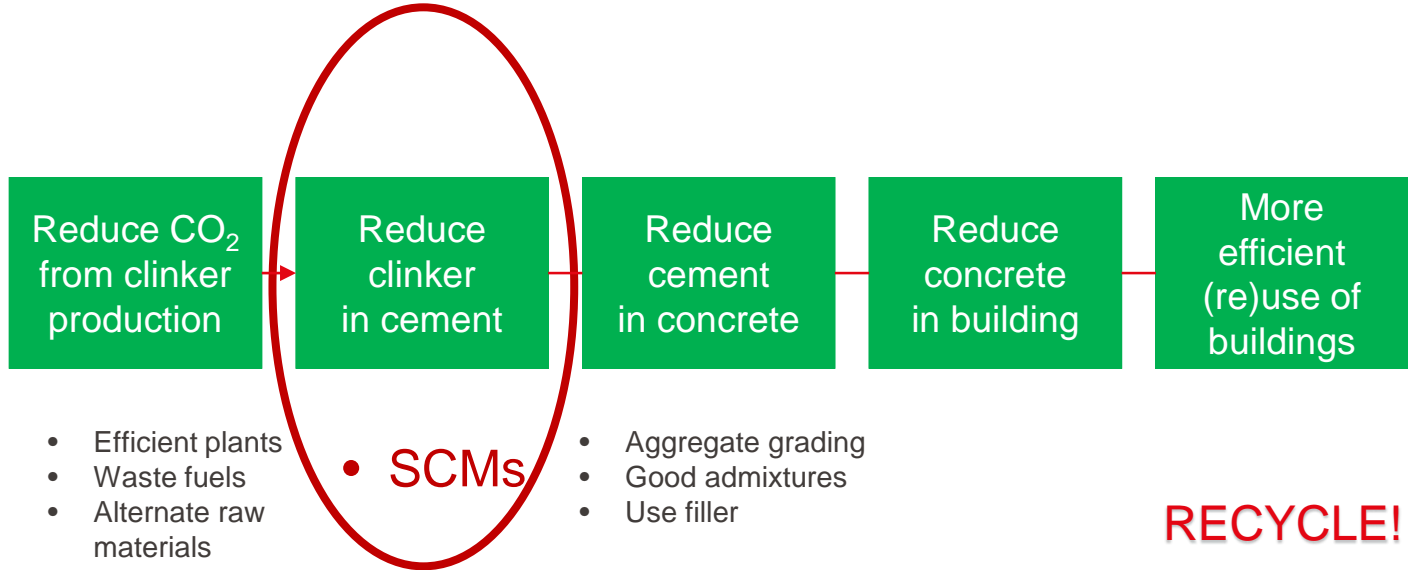 Reduce CO₂
from clinker
production
Reduce
clinker
in cement
Reduce
cement
in concrete
Reduce
concrete
in building
More
efficient
(re)use of
buildings
• Efficient plants
• Waste fuels
• Alternate raw
materials
• SCMs
• Aggregate grading
• Good admixtures
• Use filler
RECYCLE!